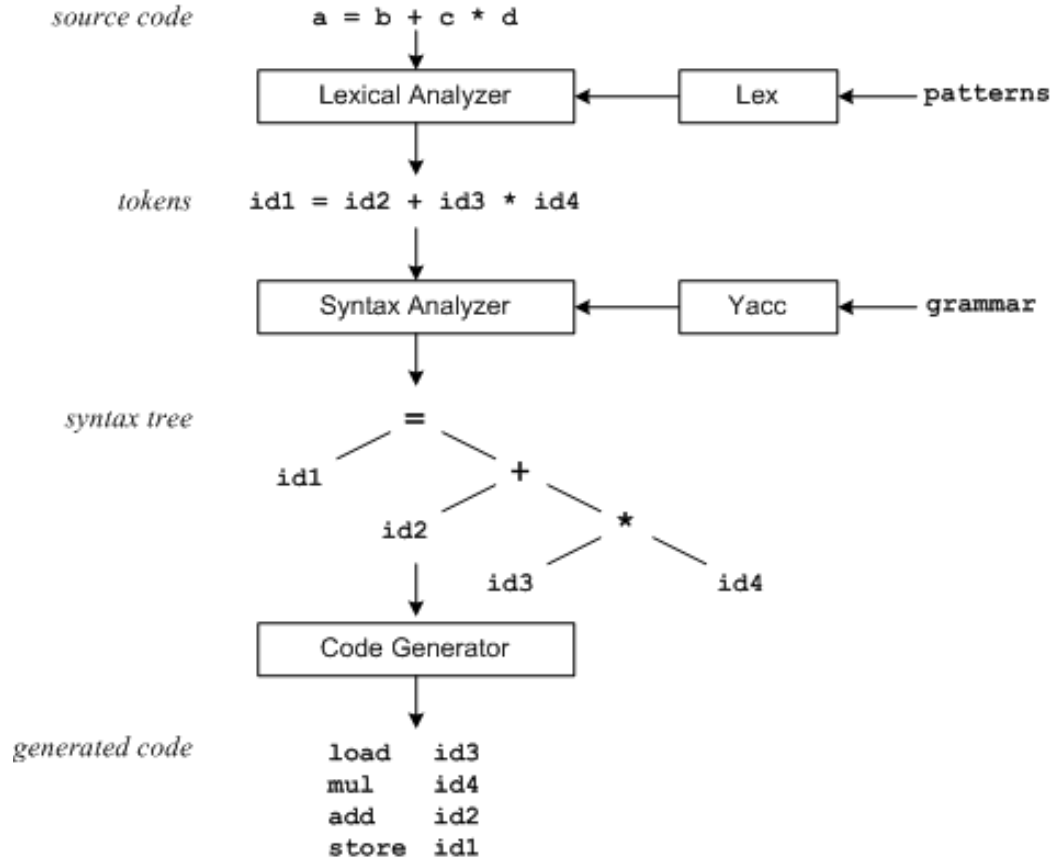 source code a = b + c * d
Lexical Analyzer Lex patterns
tokens id1 = id2 + id3 * id4
Syntax Analyzer Yacc grammar
syntax tree =
id1 +
id2 *
id3 id4
Code Generator
generated code load id3
mul id4
add id2
store id1